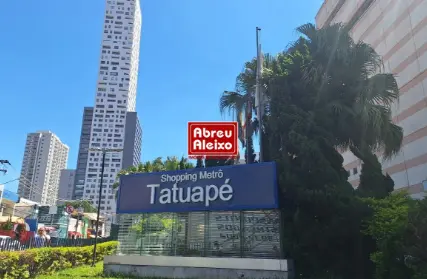 Abreu
Aleixo
Shopping Metrô
Tatuapé